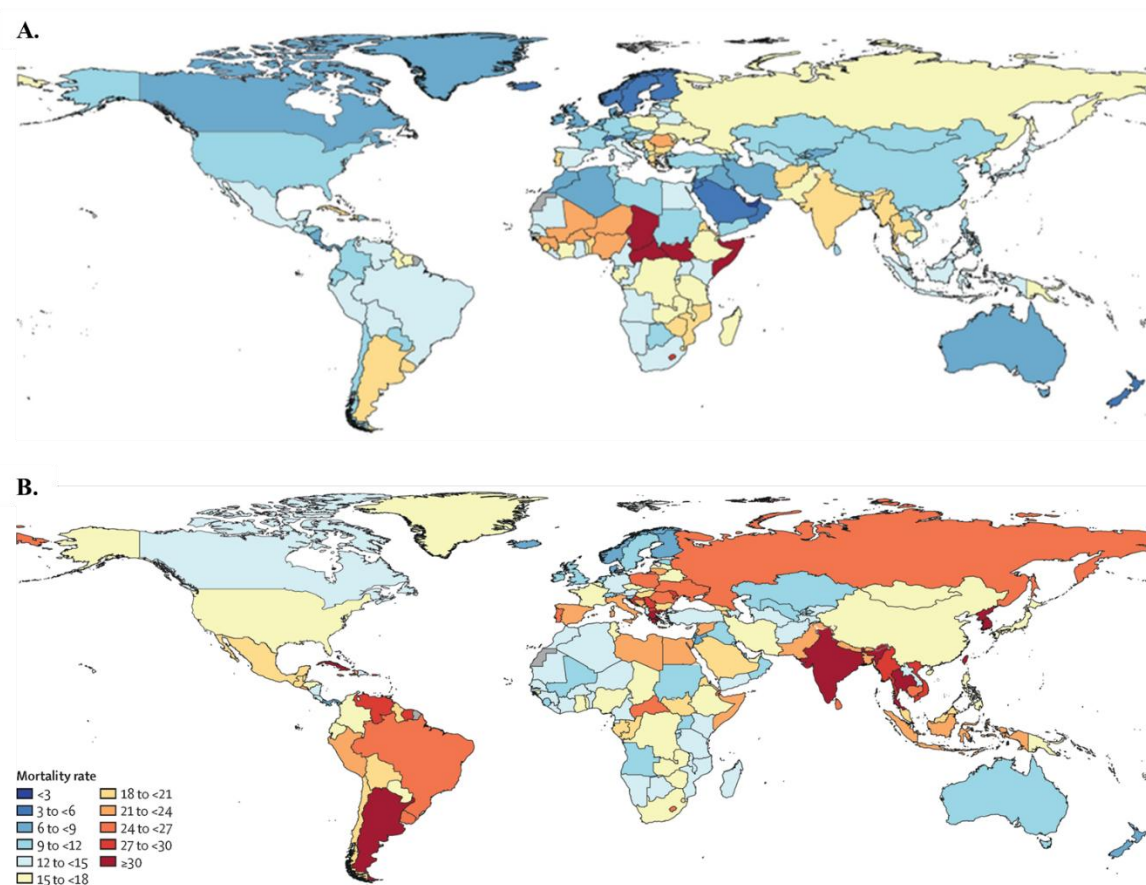 A.
B.
Mortality rate
<3
3 to <6
6 to <9
9 to <12
12 to <15
15 to <18
18 to <21
21 to <24
24 to <27
27 to <30
≥30